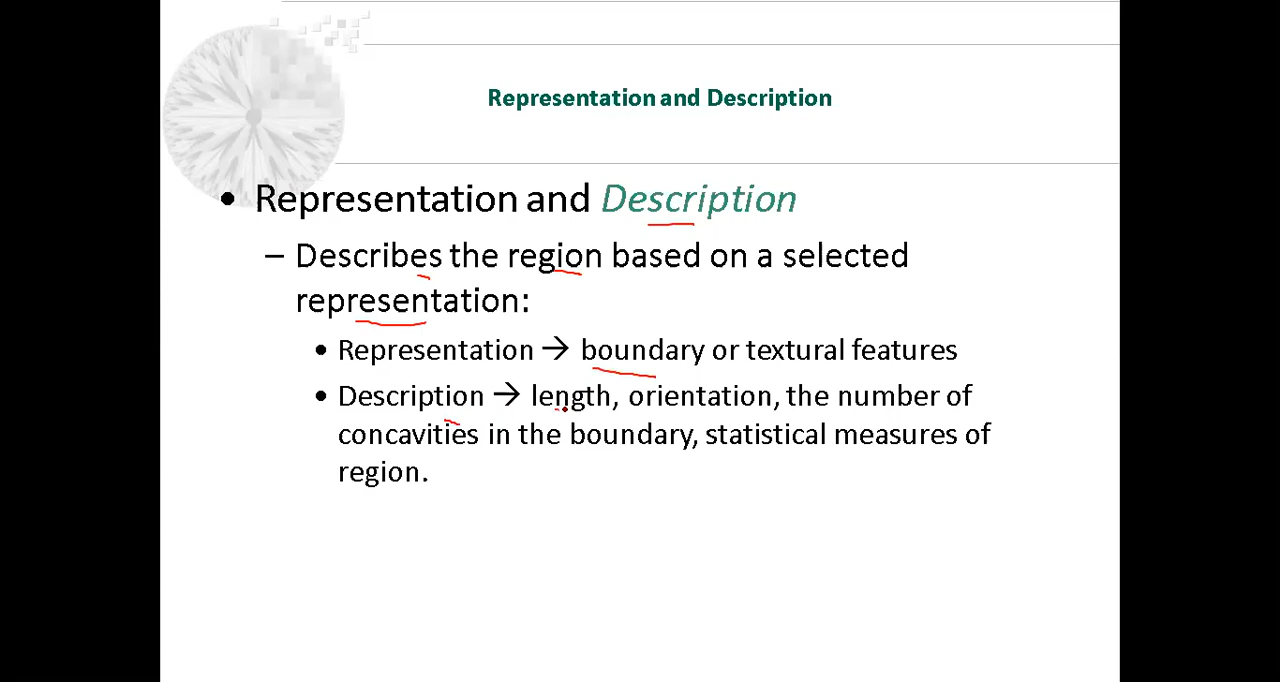 Representation and Description
• Representation and Description
– Describes the region based on a selected
representation:
• Representation → boundary or textural features
• Description → length, orientation, the number of
concavities in the boundary, statistical measures of
region.